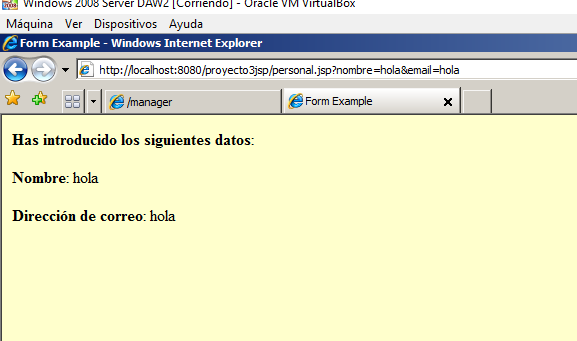 Windows 2008 Server DAW2 [Corriendo] - Oracle VM VirtualBox
Máquina Ver Dispositivos Ayuda
Form Example - Windows Internet Explorer
http://localhost:8080/proyecto3jsp/personal.jsp?nombre=hola&email=hola
/manager Form Example
Has introducido los siguientes datos:
Nombre: hola
Dirección de correo: hola